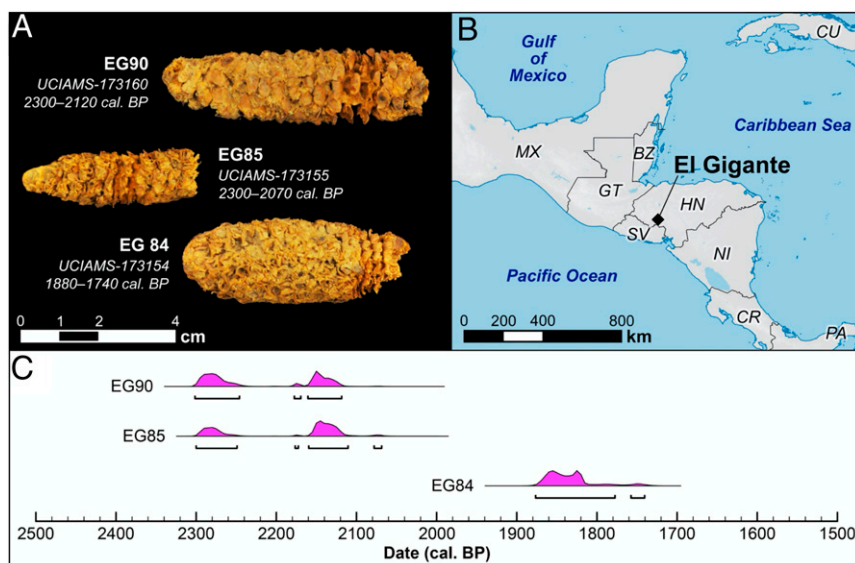 A
EG90
UCIAMS-173160
2300–2120 cal. BP
EG85
UCIAMS-173155
2300–2070 cal. BP
EG 84
UCIAMS-173154
1880–1740 cal. BP
0 1 2 4
cm
B
Gulf
of
Mexico
CU
Caribbean Sea
MX
BZ
El Gigante
GT
HN
SV
NI
Pacific Ocean
CR
PA
0 200 400 800
km
C
EG90
EG85
EG84
2500 2400 2300 2200 2100 2000 1900 1800 1700 1600 1500
Date (cal. BP)